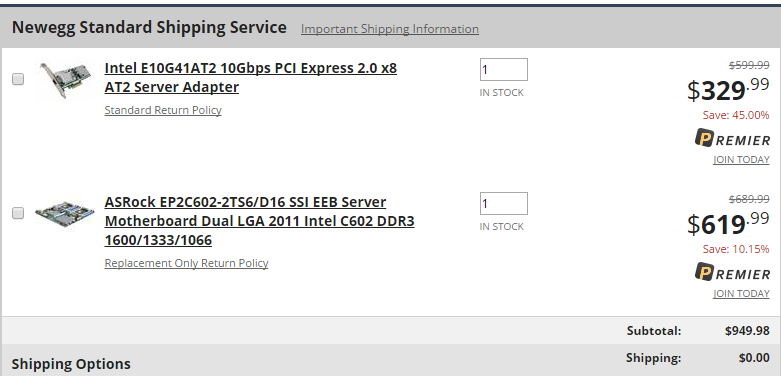 Newegg Standard Shipping Service Important Shipping Information
Intel E10G41AT2 10Gbps PCI Express 2.0 x8
AT2 Server Adapter
Standard Return Policy
1
IN STOCK
$599.99
$329.99
Save: 45.00%
PREMIER
JOIN TODAY
ASRock EP2C602-2TS6/D16 SSI EEB Server
Motherboard Dual LGA 2011 Intel C602 DDR3
1600/1333/1066
Replacement Only Return Policy
1
IN STOCK
$689.99
$619.99
Save: 10.15%
PREMIER
JOIN TODAY
Subtotal: $949.98
Shipping Options
Shipping: $0.00